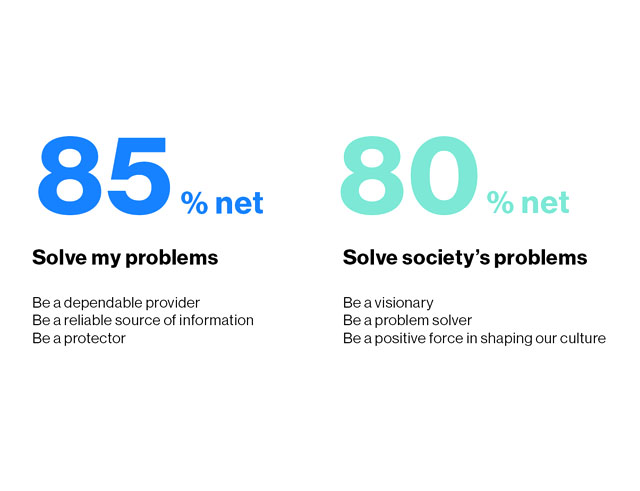 85 % net
Solve my problems
Be a dependable provider
Be a reliable source of information
Be a protector
80 % net
Solve society’s problems
Be a visionary
Be a problem solver
Be a positive force in shaping our culture